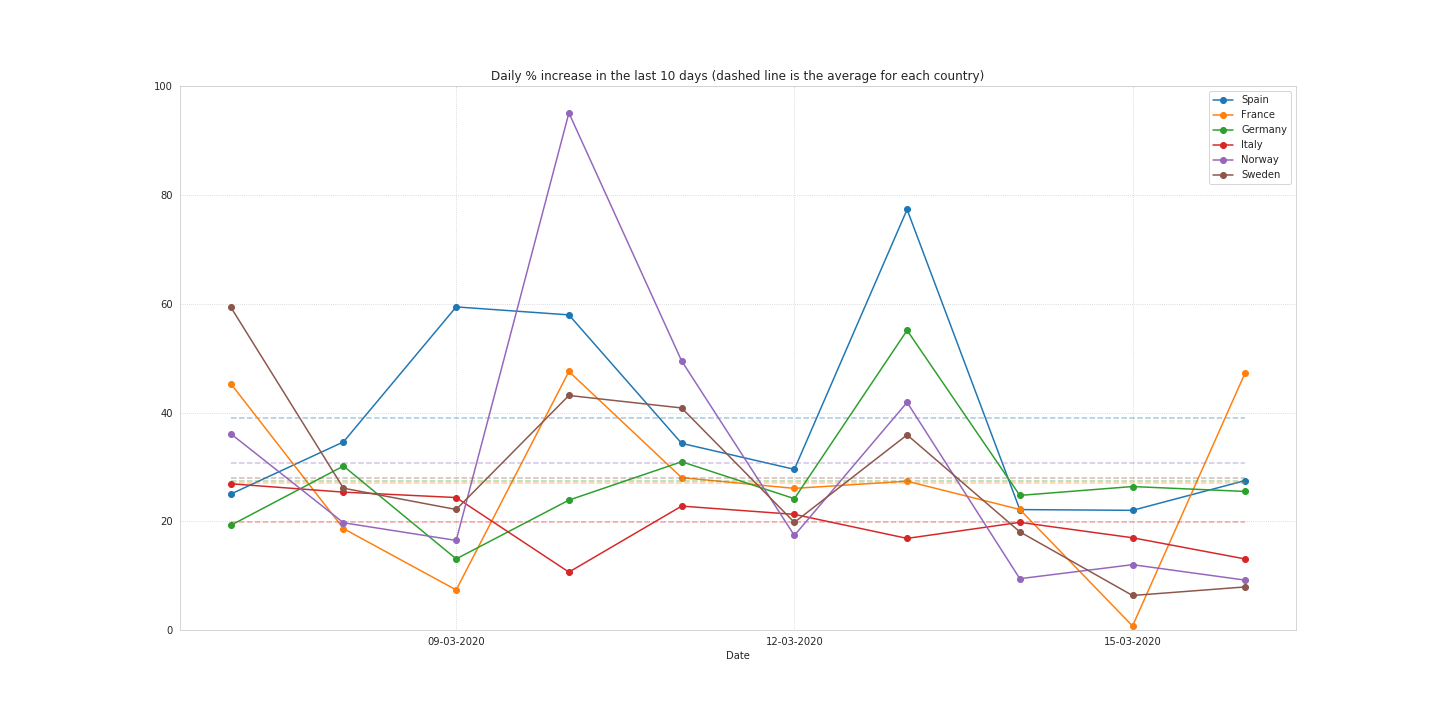 Daily % increase in the last 10 days (dashed line is the average for each country)
100
80
60
40
20
0
Spain
France
Germany
Italy
Norway
Sweden
09-03-2020 12-03-2020 15-03-2020
Date